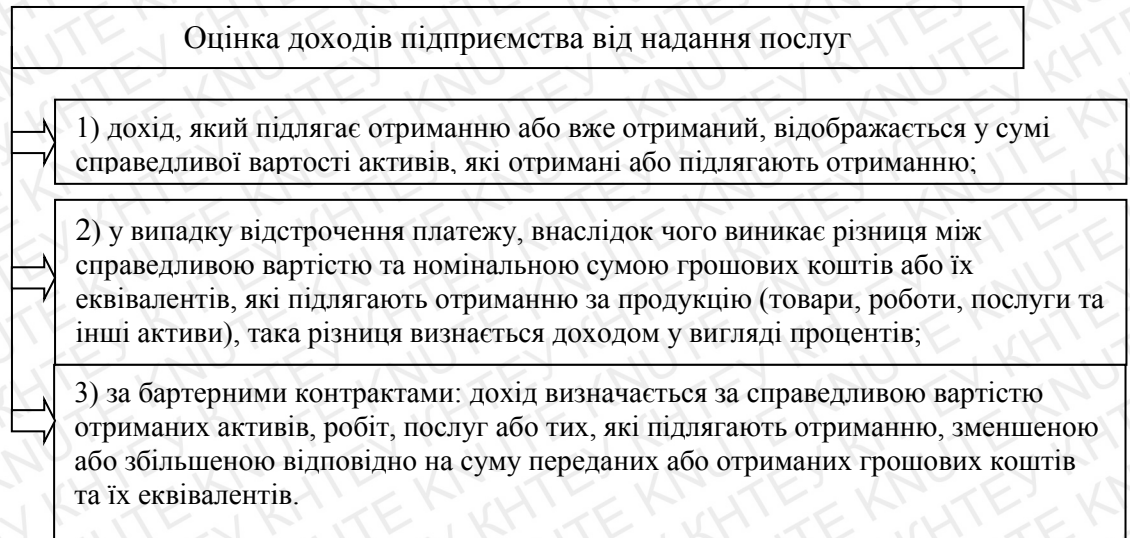 Оцінка доходів підприємства від надання послуг
1) дохід, який підлягає отриманню або вже отриманий, відображається у сумі
справедливої вартості активів, які отримані або підлягають отриманню;
2) у випадку відстрочення платежу, внаслідок чого виникає різниця між
справедливою вартістю та номінальною сумою грошових коштів або їх
еквівалентів, які підлягають отриманню за продукцію (товари, роботи, послуги та
інші активи), така різниця визнається доходом у вигляді процентів;
3) за бартерними контрактами: дохід визначається за справедливою вартістю
отриманих активів, робіт, послуг або тих, які підлягають отриманню, зменшеною
або збільшеною відповідно на суму переданих або отриманих грошових коштів
та їх еквівалентів.